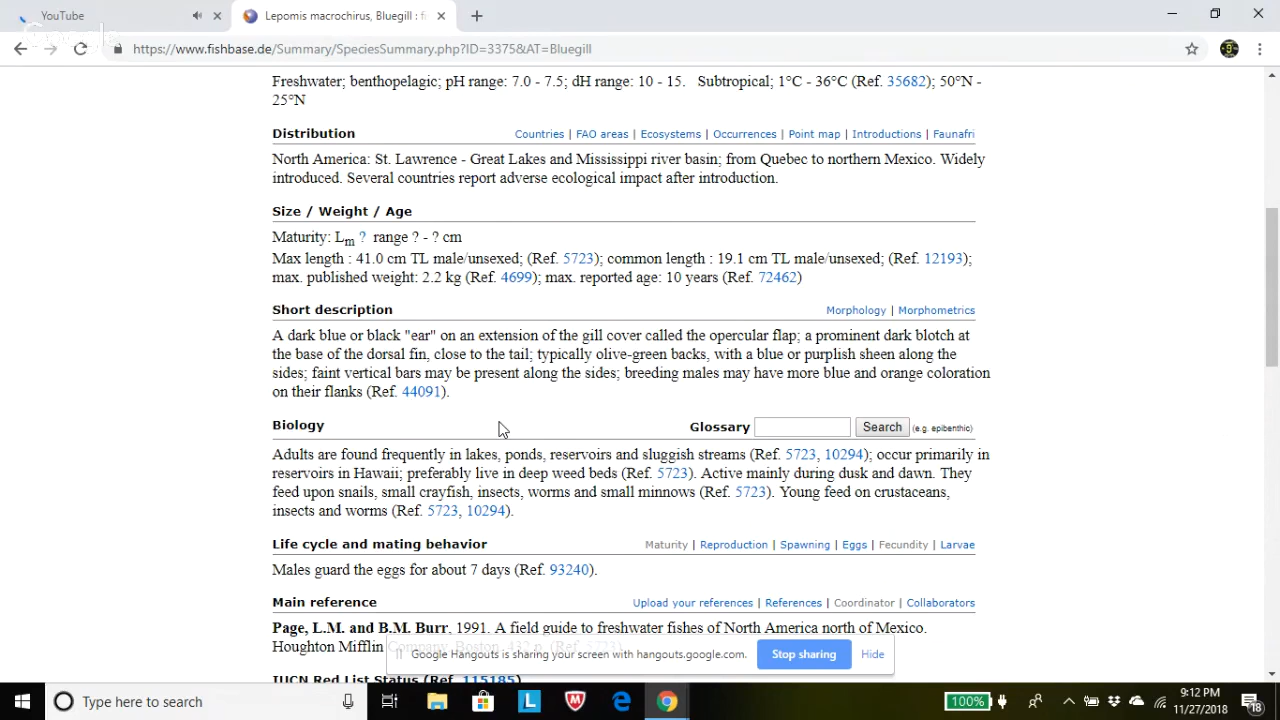 YouTube
Lepomis macrochirus, Bluegill : f
Google
https://www.fishbase.de/Summary/SpeciesSummary.php?ID=3375&AT=Bluegill
Freshwater; benthopelagic; pH range: 7.0 - 7.5; dH range: 10 - 15. Subtropical; 1°C - 36°C (Ref. 35682); 50°N -
25°N
Distribution Countries | FAO areas | Ecosystems | Occurrences | Point map | Introductions | Faunafri
North America: St. Lawrence - Great Lakes and Mississippi river basin; from Quebec to northern Mexico. Widely
introduced. Several countries report adverse ecological impact after introduction.
Size / Weight / Age
Maturity: Lm ? range ? - ? cm
Max length : 41.0 cm TL male/unsexed; (Ref. 5723); common length : 19.1 cm TL male/unsexed; (Ref. 12193);
max. published weight: 2.2 kg (Ref. 4699); max. reported age: 10 years (Ref. 72462)
Short description Morphology | Morphometrics
A dark blue or black "ear" on an extension of the gill cover called the opercular flap; a prominent dark blotch at
the base of the dorsal fin, close to the tail; typically olive-green backs, with a blue or purplish sheen along the
sides; faint vertical bars may be present along the sides; breeding males may have more blue and orange coloration
on their flanks (Ref. 44091).
Biology Glossary Search (e.g. epibenthic)
Adults are found frequently in lakes, ponds, reservoirs and sluggish streams (Ref. 5723, 10294); occur primarily in
reservoirs in Hawaii; preferably live in deep weed beds (Ref. 5723). Active mainly during dusk and dawn. They
feed upon snails, small crayfish, insects, worms and small minnows (Ref. 5723). Young feed on crustaceans,
insects and worms (Ref. 5723, 10294).
Life cycle and mating behavior Maturity | Reproduction | Spawning | Eggs | Fecundity | Larvae
Males guard the eggs for about 7 days (Ref. 93240).
Main reference Upload your references | References | Coordinator | Collaborators
Page, L.M. and B.M. Burr, 1991. A field guide to freshwater fishes of North America north of Mexico.
Houghton Mifflin Company, Boston. 432 p. (Ref. 5723)
Google Hangouts is sharing your screen with hangouts.google.com. Stop sharing Hide
IUCN Red List Status (Ref. 115185)
Type here to search
L
100%
9:12 PM
11/27/2018
18